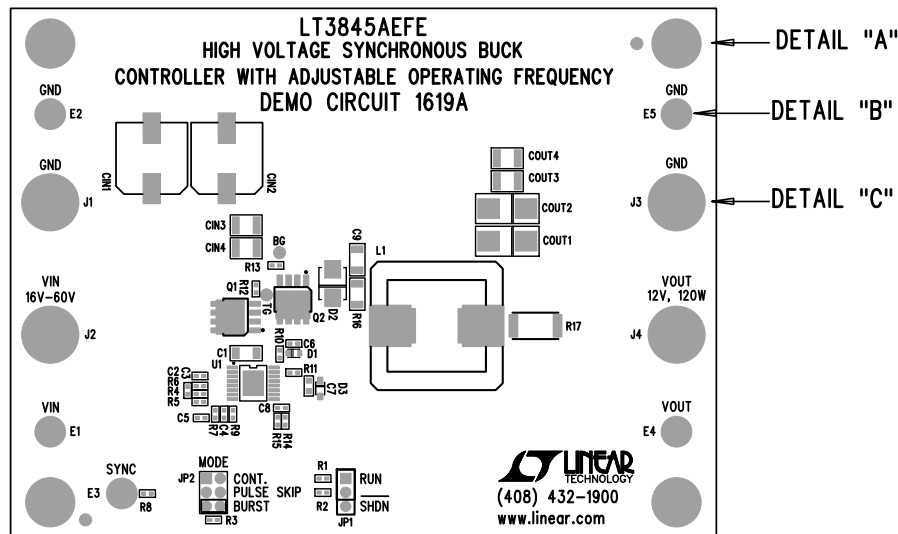 LT3845AEFE
HIGH VOLTAGE SYNCHRONOUS BUCK
CONTROLLER WITH ADJUSTABLE OPERATING FREQUENCY
DEMO CIRCUIT 1619A
DETAIL "A"
GND
E2
GND
E5
DETAIL "B"
GND
J1
CIN1
CIN2
COUT4
COUT3
COUT2
COUT1
GND
J3
DETAIL "C"
CIN3
CIN4
BG
R13
C9
L1
VIN
16V-60V
J2
Q1
R12
TG
Q2
D2
R16
R17
VOUT
12V, 120W
J4
C1
U1
R10
C6
D1
R11
C7
D3
C2
C3
R6
R4
R5
C5
R7
C4
R9
C8
R15
R14
VIN
E1
VOUT
E4
SYNC
E3
R8
MODE
JP2
CONT.
PULSE SKIP
BURST
R3
R1
R2
RUN
SHDN
JP1
LINEAR
TECHNOLOGY
(408) 432-1900
www.linear.com